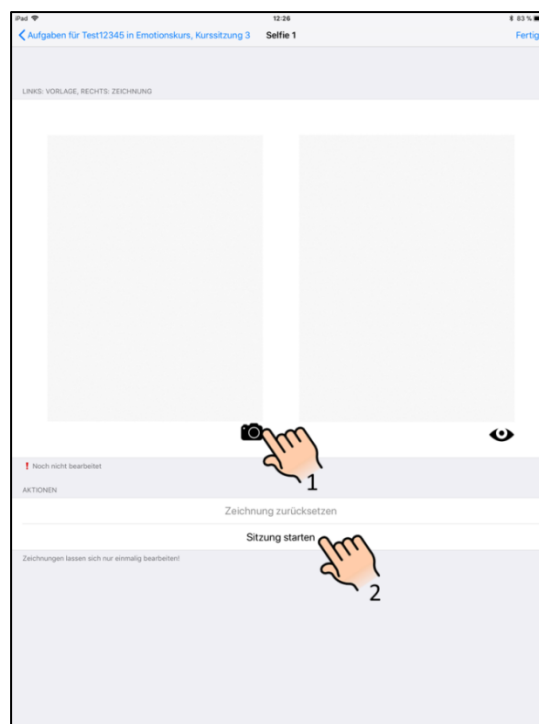 iPad 12:26 83 %
Aufgaben für Test12345 in Emotionskurs, Kurssitzung 3 Selfie 1 Fertig
LINKS: VORLAGE, RECHTS: ZEICHNUNG
1
! Noch nicht bearbeitet
AKTIONEN
Zeichnung zurücksetzen
Sitzung starten
2
Zeichnungen lassen sich nur einmalig bearbeiten!